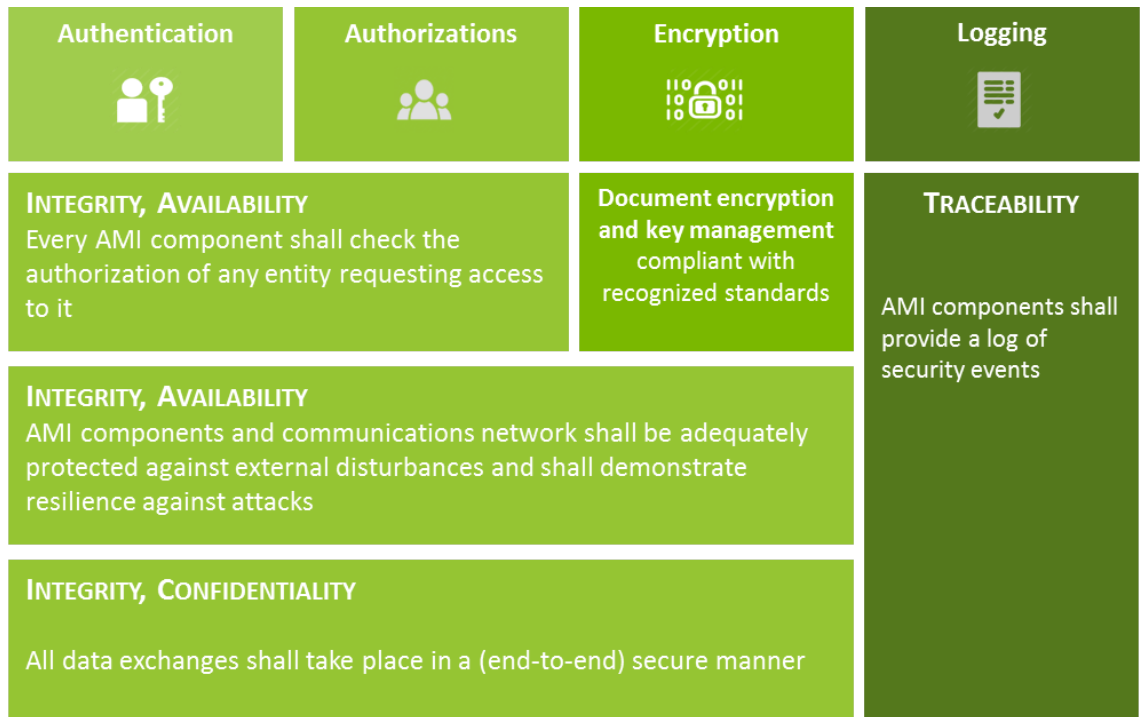 Authentication
Authorizations
Encryption
Logging
INTEGRITY, AVAILABILITY
Every AMI component shall check the
authorization of any entity requesting access
to it
Document encryption
and key management
compliant with
recognized standards
TRACEABILITY
AMI components shall
provide a log of
security events
INTEGRITY, AVAILABILITY
AMI components and communications network shall be adequately
protected against external disturbances and shall demonstrate
resilience against attacks
INTEGRITY, CONFIDENTIALITY
All data exchanges shall take place in a (end-to-end) secure manner